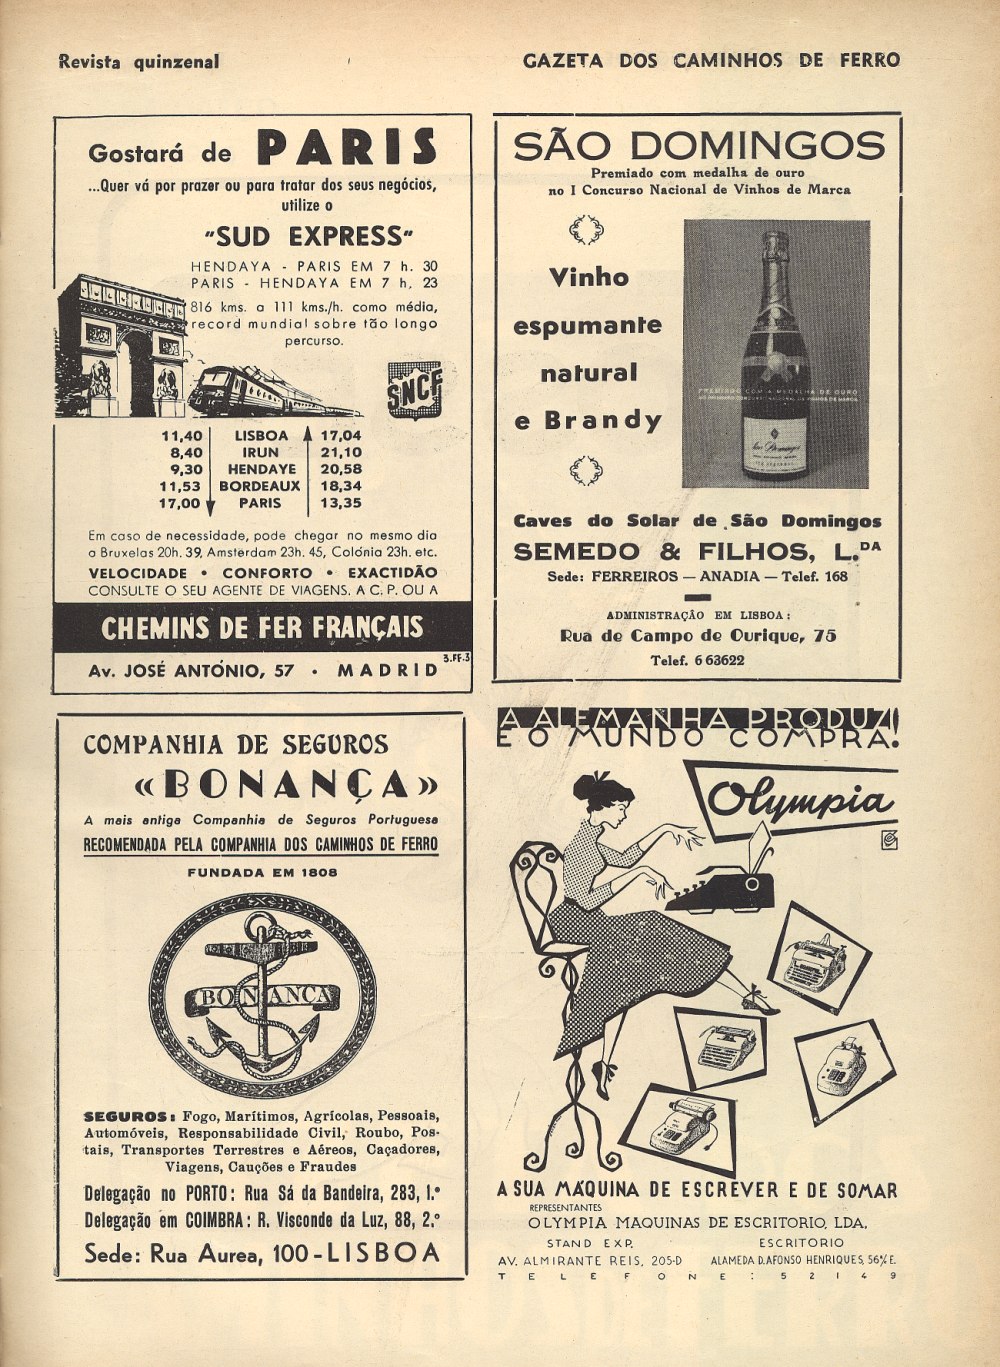 Revista quinzenal
GAZETA DOS CAMINHOS DE FERRO
Gostará de PARIS
...Quer vá por prazer ou para tratar dos seus negócios,
utilize o
"SUD EXPRESS"
HENDAYA - PARIS EM 7 h. 30
PARIS - HENDAYA EM 7 h. 23
816 kms. a 111 kms./h. como média,
record mundial sobre tão longo
percurso.
SNCF
11,40 LISBOA 17,04
8,40 IRUN 21,10
9,30 HENDAYE 20,58
11,53 BORDEAUX 18,34
17,00 PARIS 13,35
Em caso de necessidade, pode chegar no mesmo dia
a Bruxelas 20h. 39, Amsterdam 23h. 45, Colónia 23h. etc.
VELOCIDADE • CONFORTO • EXACTIDÃO
CONSULTE O SEU AGENTE DE VIAGENS, A C. P. OU A
CHEMINS DE FER FRANÇAIS
3.FF.3
Av. JOSÉ ANTÓNIO, 57 • MADRID
SÃO DOMINGOS
Premiado com medalha de ouro
no I Concurso Nacional de Vinhos de Marca
Vinho
espumante
natural
e Brandy
PREMIADO COM MEDALHA DE OURO
São Domingos
Caves do Solar de São Domingos
SEMEDO & FILHOS, L.DA
Sede: FERREIROS — ANADIA — Telef. 168
ADMINISTRAÇÃO EM LISBOA:
Rua de Campo de Ourique, 75
Telef. 6 63622
COMPANHIA DE SEGUROS
«BONANÇA»
A mais antiga Companhia de Seguros Portuguesa
RECOMENDADA PELA COMPANHIA DOS CAMINHOS DE FERRO
FUNDADA EM 1808
BONANÇA
SEGUROS: Fogo, Marítimos, Agrícolas, Pessoais,
Automóveis, Responsabilidade Civil, Roubo, Pos-
tais, Transportes Terrestres e Aéreos, Caçadores,
Viagens, Cauções e Fraudes
Delegação no PORTO: Rua Sá da Bandeira, 283, 1.º
Delegação em COIMBRA: R. Visconde da Luz, 88, 2.º
Sede: Rua Aurea, 100 - LISBOA
A ALEMANHA PRODUZ!
E O MUNDO COMPRA!
Olympia
A SUA MÁQUINA DE ESCREVER E DE SOMAR
REPRESENTANTES
OLYMPIA MAQUINAS DE ESCRITORIO, LDA,
STAND EXP. ESCRITORIO
AV. ALMIRANTE REIS, 205-D ALAMEDA D. AFONSO HENRIQUES, E.
TELEFONE: 52149